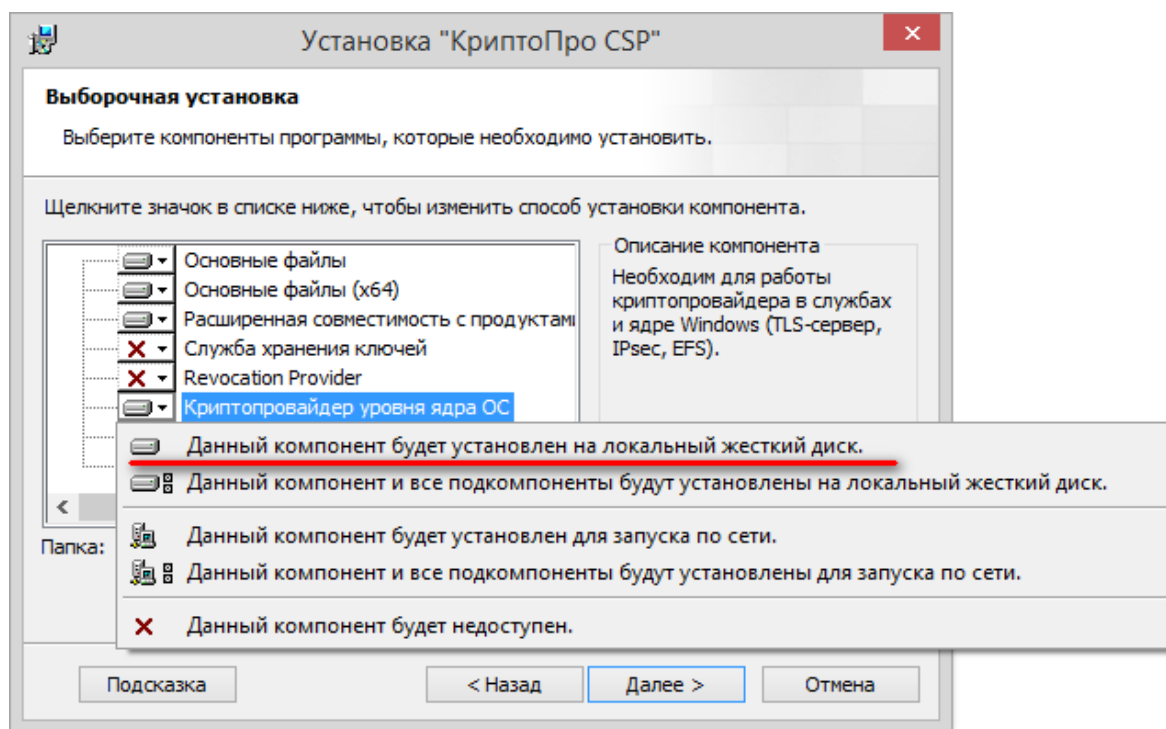 Установка "КриптоПро CSP"
Выборочная установка
Выберите компоненты программы, которые необходимо установить.
Щелкните значок в списке ниже, чтобы изменить способ установки компонента.
Основные файлы
Основные файлы (x64)
Расширенная совместимость с продуктами
Служба хранения ключей
Revocation Provider
Криптопровайдер уровня ядра ОС
Описание компонента
Необходим для работы
криптопровайдера в службах
и ядре Windows (TLS-сервер,
IPsec, EFS).
Данный компонент будет установлен на локальный жесткий диск.
Данный компонент и все подкомпоненты будут установлены на локальный жесткий диск.
Данный компонент будет установлен для запуска по сети.
Данный компонент и все подкомпоненты будут установлены для запуска по сети.
Данный компонент будет недоступен.
Папка:
Подсказка
< Назад
Далее >
Отмена